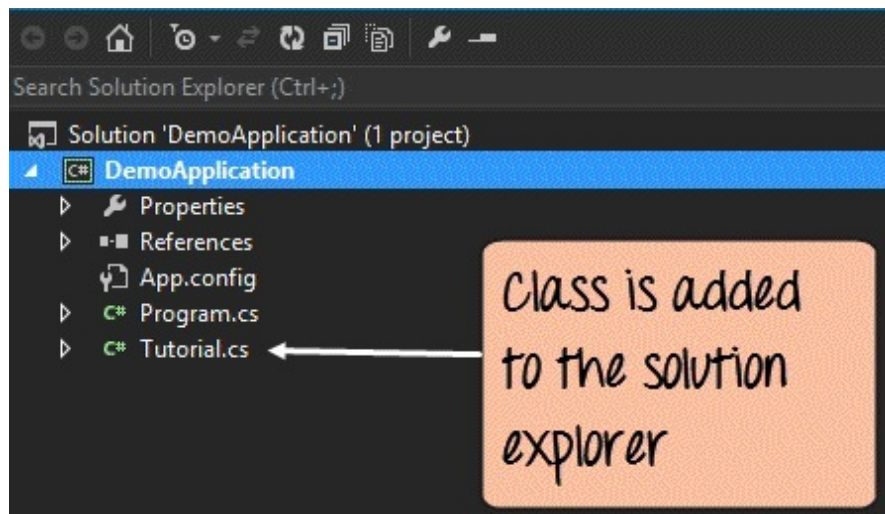 Search Solution Explorer (Ctrl+;)
Solution 'DemoApplication' (1 project)
C# DemoApplication
Properties
References
App.config
C# Program.cs
C# Tutorial.cs
Class is added
to the solution
explorer